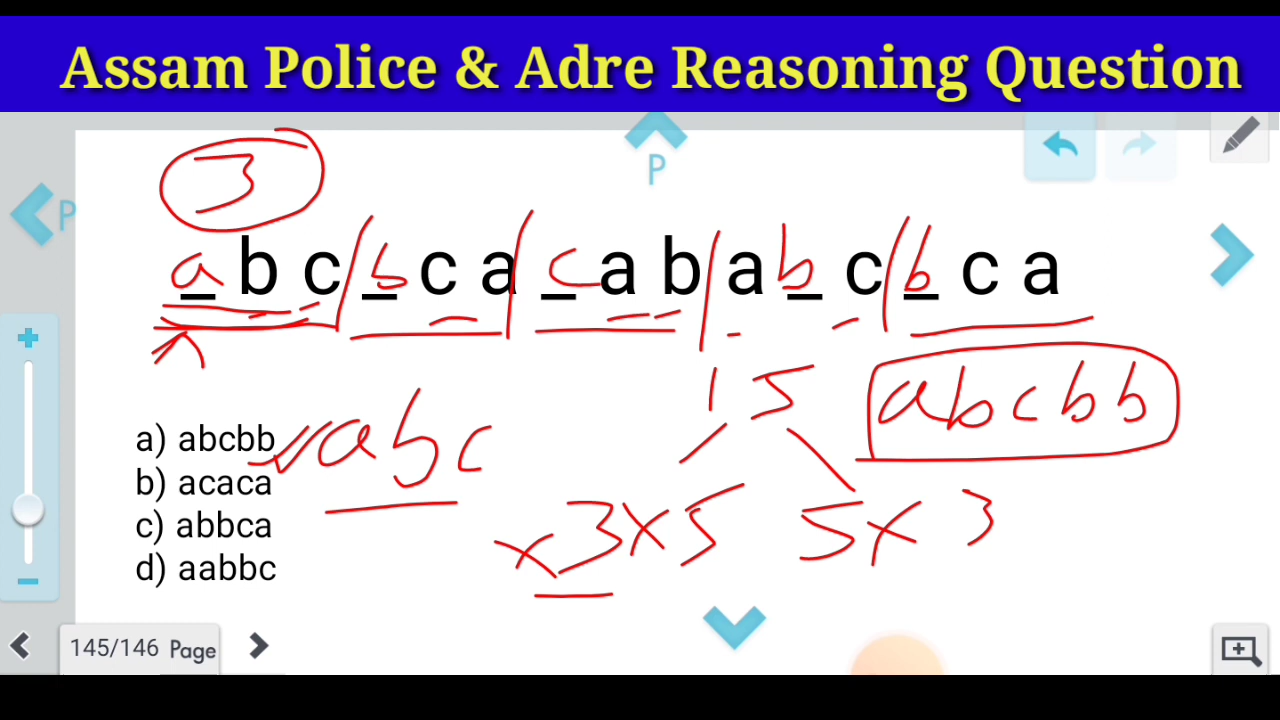 Assam Police & Adre Reasoning Question
3
P
P
a b c / b c a / c a b / a b c / b c a
15
abcbb
a) abcbb abc
b) acaca
c) abbca
d) aabbc
x 3x5 5x3
145/146 Page